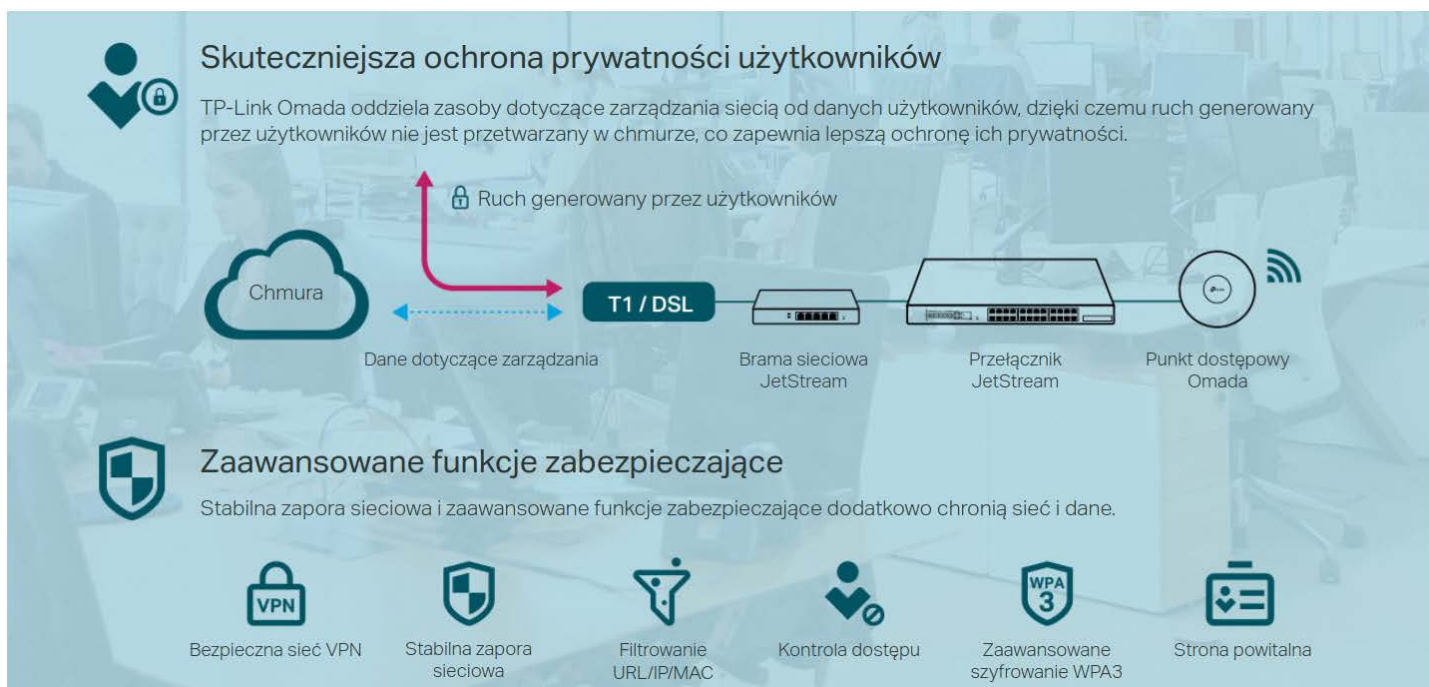 Skuteczniejsza ochrona prywatności użytkowników
TP-Link Omada oddziela zasoby dotyczące zarządzania siecią od danych użytkowników, dzięki czemu ruch generowany
przez użytkowników nie jest przetwarzany w chmurze, co zapewnia lepszą ochronę ich prywatności.
Ruch generowany przez użytkowników
Chmura
T1 / DSL
Dane dotyczące zarządzania
Brama sieciowa
JetStream
Przełącznik
JetStream
Punkt dostępowy
Omada
Zaawansowane funkcje zabezpieczające
Stabilna zapora sieciowa i zaawansowane funkcje zabezpieczające dodatkowo chronią sieć i dane.
VPN
Bezpieczna sieć VPN
Stabilna zapora
sieciowa
Filtrowanie
URL/IP/MAC
Kontrola dostępu
WPA
3
Zaawansowane
szyfrowanie WPA3
Strona powitalna